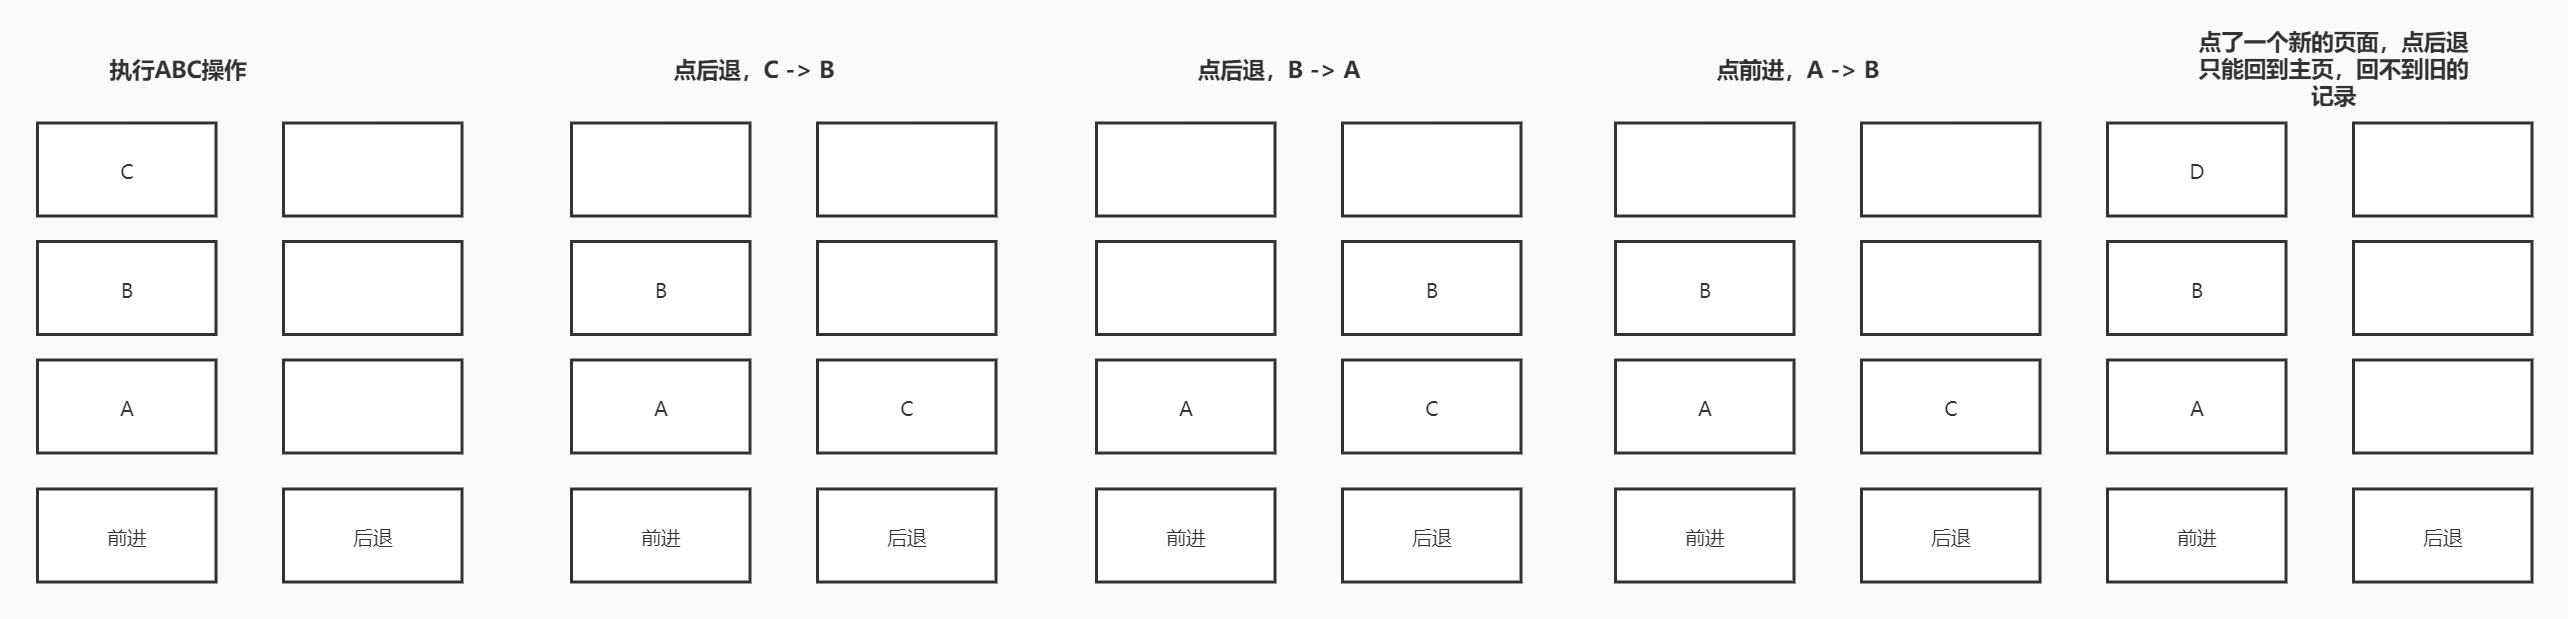 执行ABC操作
点后退，C -> B
点后退，B -> A
点前进，A -> B
点了一个新的页面，点后退
只能回到主页，回不到旧的
记录
C
D
B
B
B
B
B
A
A
C
A
C
A
C
A
前进
后退
前进
后退
前进
后退
前进
后退
前进
后退